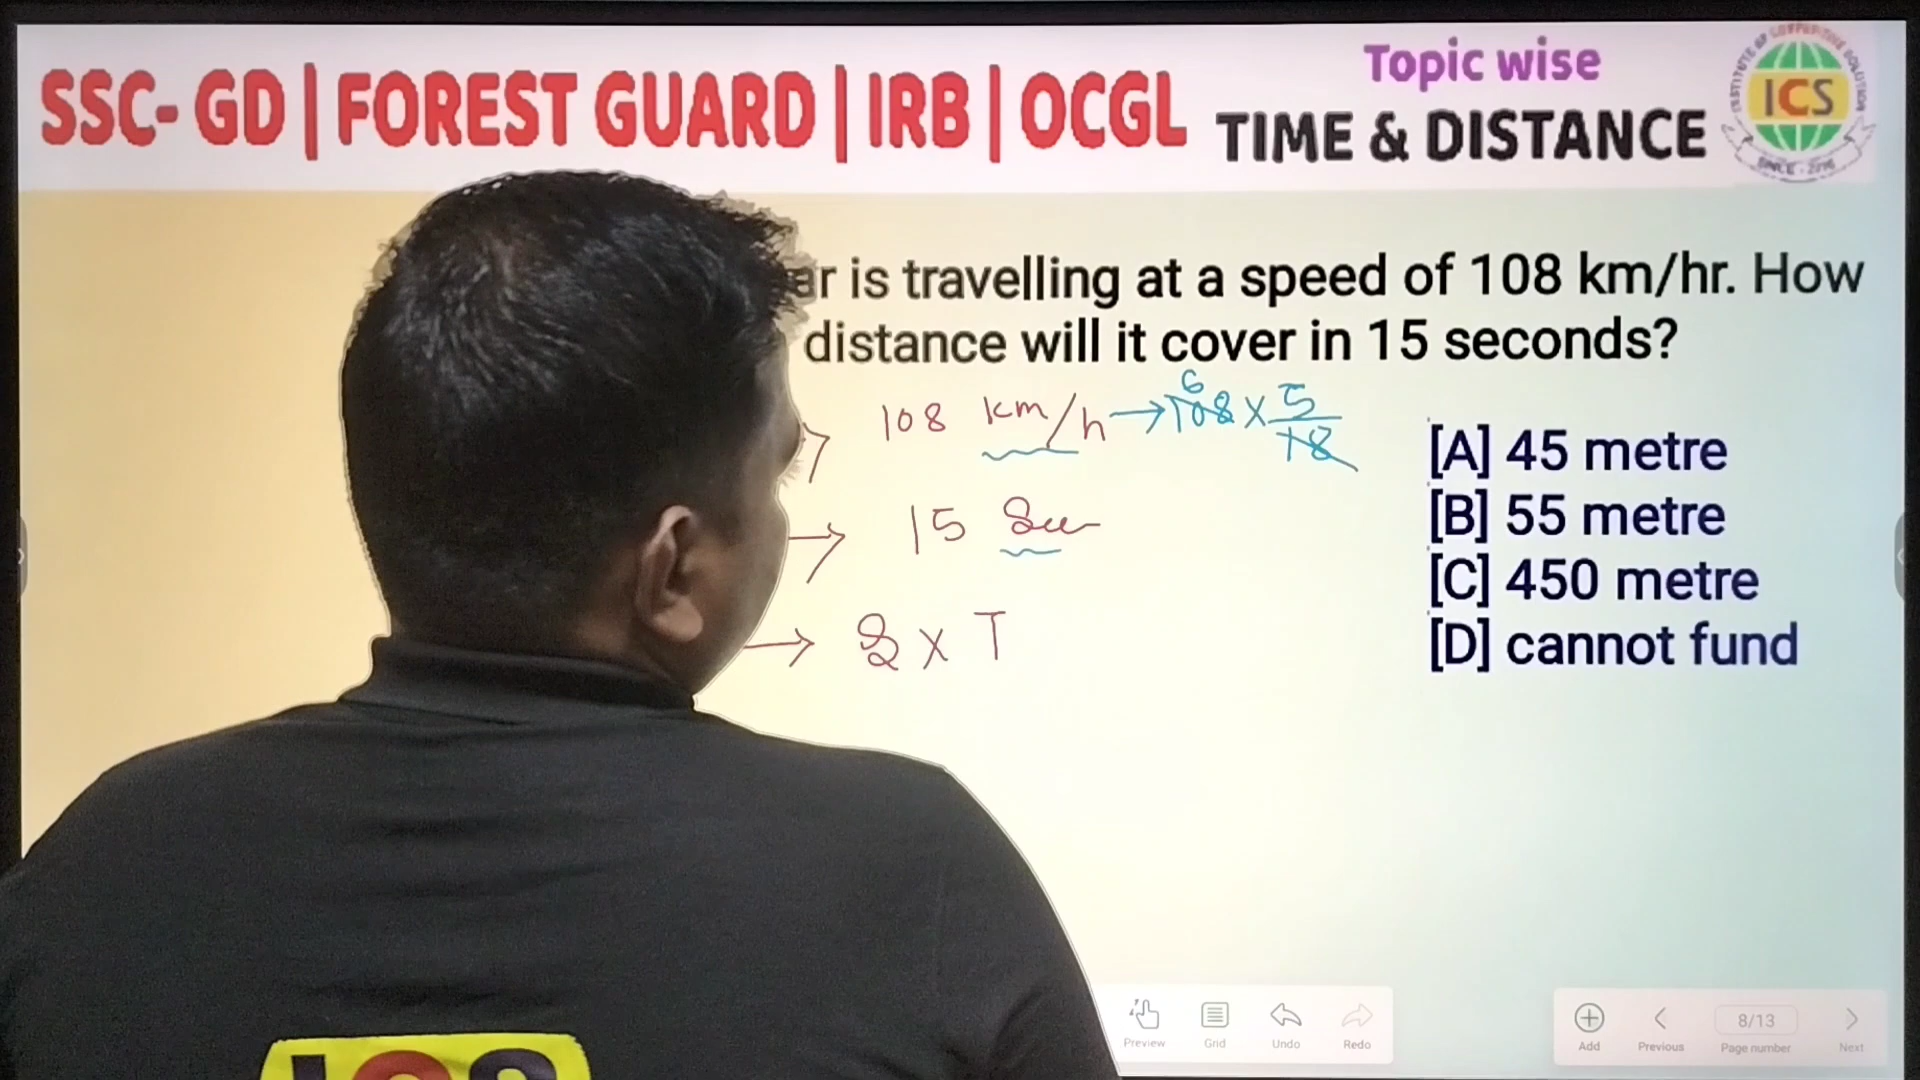 SSC- GD | FOREST GUARD | IRB | OCGL
Topic wise
TIME & DISTANCE
ICS
SINCE - 2016
ar is travelling at a speed of 108 km/hr. How
distance will it cover in 15 seconds?
108 km/h → 108 × 5/18
6
→ 15 Sec
→ S × T
[A] 45 metre
[B] 55 metre
[C] 450 metre
[D] cannot fund
Preview
Grid
Undo
Redo
Add
Previous
8/13
Page number
Next